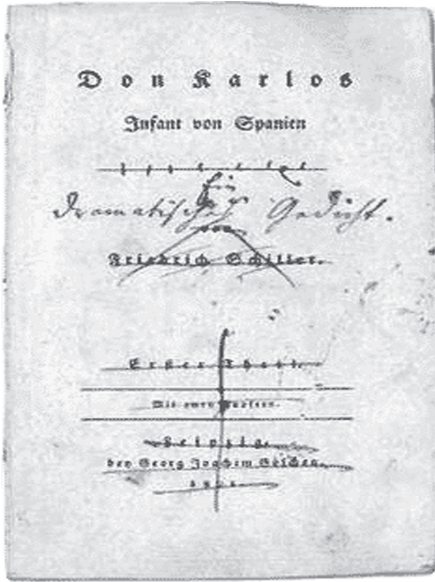 Don Karlos
Infant von Spanien
Ein
dramatisches Gedicht.
von
Friedrich Schiller.
Erster Theil.
Mit zwey Kupfern.
Leipzig,
bey Georg Joachim Göschen.